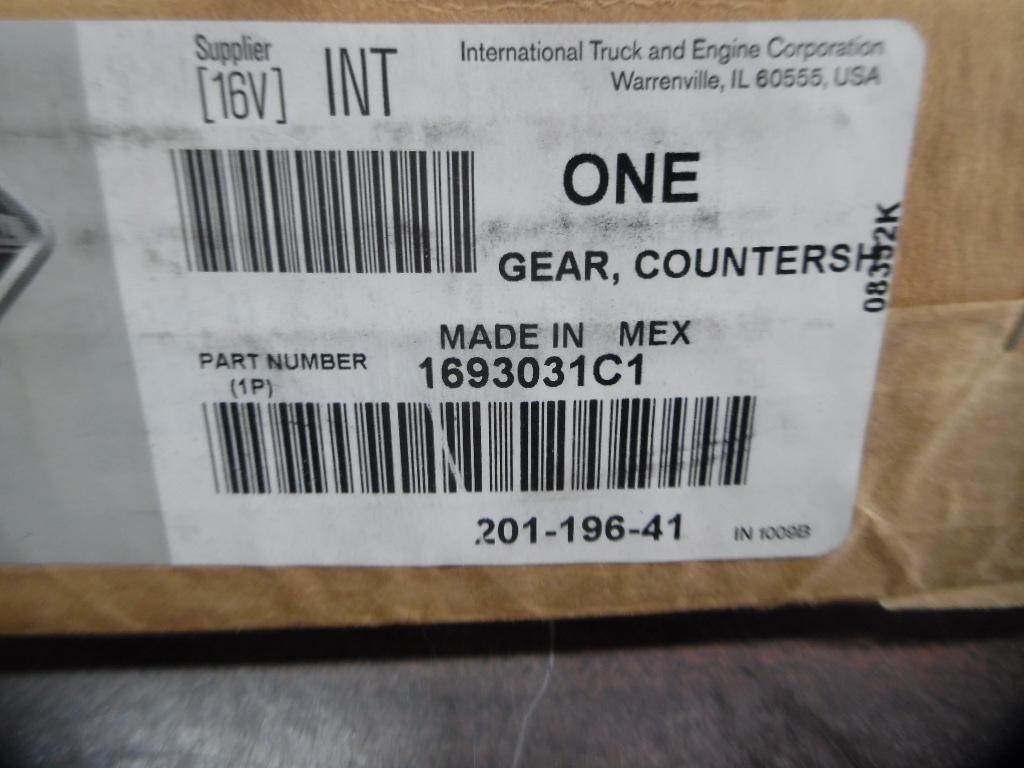 Supplier
[16V] INT
International Truck and Engine Corporation
Warrenville, IL 60555, USA
ONE
GEAR, COUNTERSH
MADE IN MEX
PART NUMBER 1693031C1
(1P)
201-196-41
IN 1009B